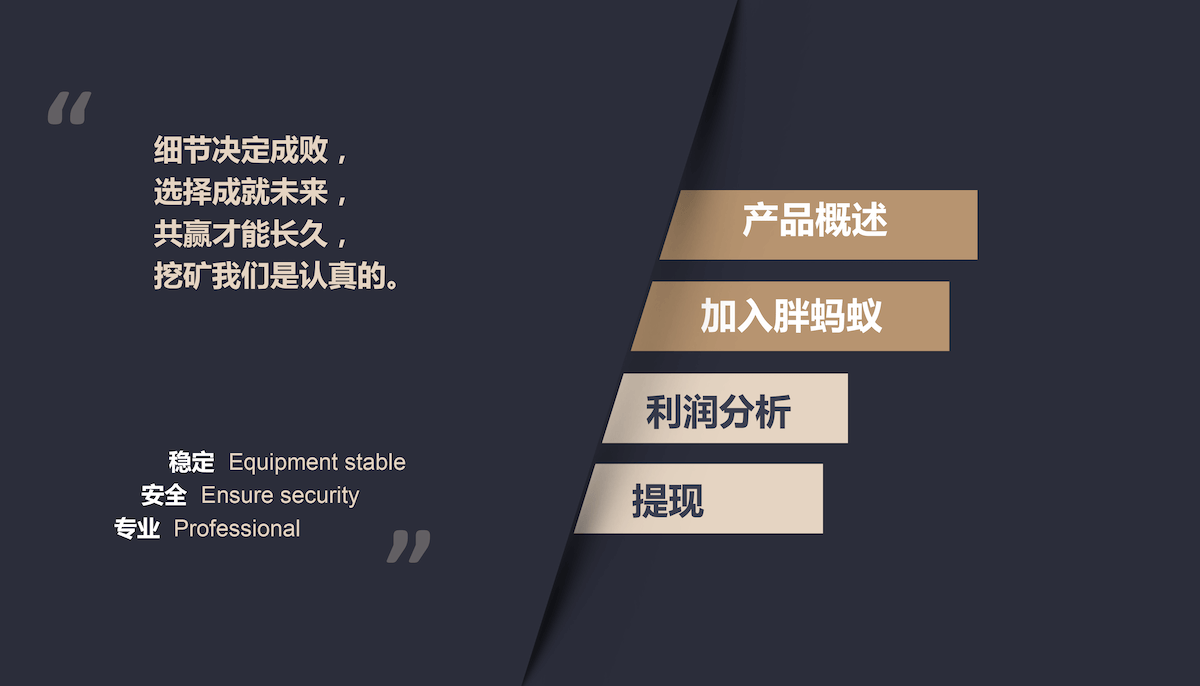 “
细节决定成败，
选择成就未来，
共赢才能长久，
挖矿我们是认真的。
稳定 Equipment stable
安全 Ensure security
专业 Professional
”
产品概述
加入胖蚂蚁
利润分析
提现